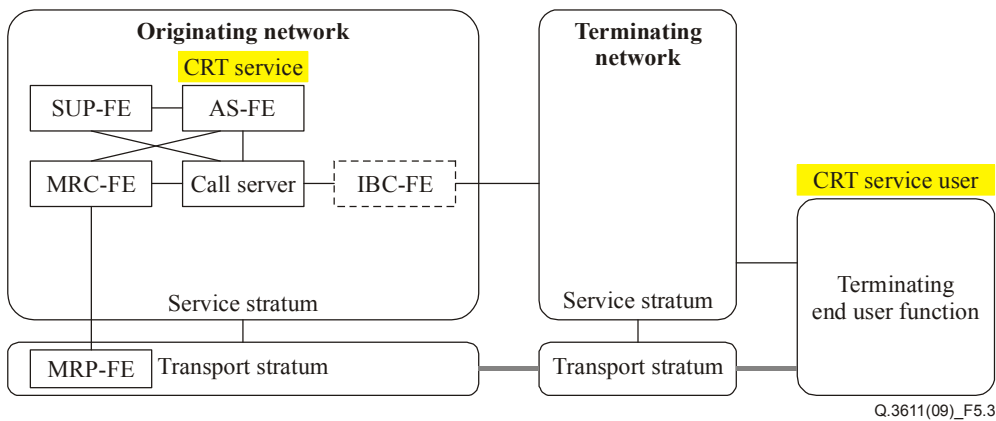 Originating network
CRT service
SUP-FE
AS-FE
MRC-FE
Call server
IBC-FE
Service stratum
MRP-FE
Transport stratum
Terminating
network
Service stratum
Transport stratum
CRT service user
Terminating
end user function
Q.3611(09)_F5.3